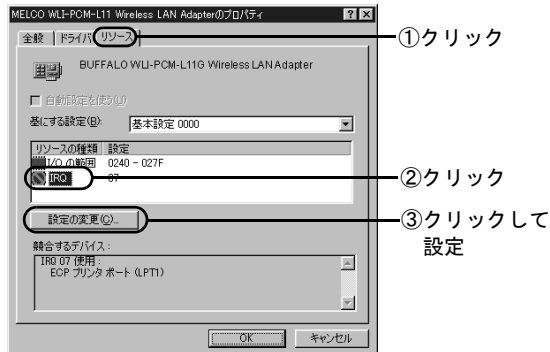 MELCO WLI-PCM-L11 Wireless LAN Adapterのプロパティ
全般 ドライバ リソース
①クリック
BUFFALO WLI-PCM-L11G Wireless LAN Adapter
自動設定を使う(U)
基にする設定(B): 基本設定 0000
リソースの種類 設定
I/O の範囲 0240 - 027F
IRQ 07
②クリック
設定の変更(C)...
③クリックして
設定
競合するデバイス:
IRQ 07 使用:
ECP プリンタ ポート (LPT1)
OK キャンセル